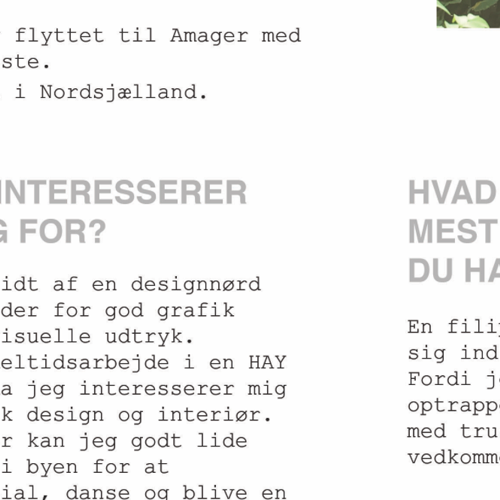 flyttet til Amager med
ste.
i Nordsjælland.
INTERESSERER
G FOR?
idt af en designnørd
der for god grafik
isuelle udtryk.
eltidsarbejde i en HAY
a jeg interesserer mig
k design og interiør.
r kan jeg godt lide
i byen for at
ial, danse og blive en
HVAD
MEST
DU HA
En fili
sig ind
Fordi j
optrapp
med tru
vedkomm